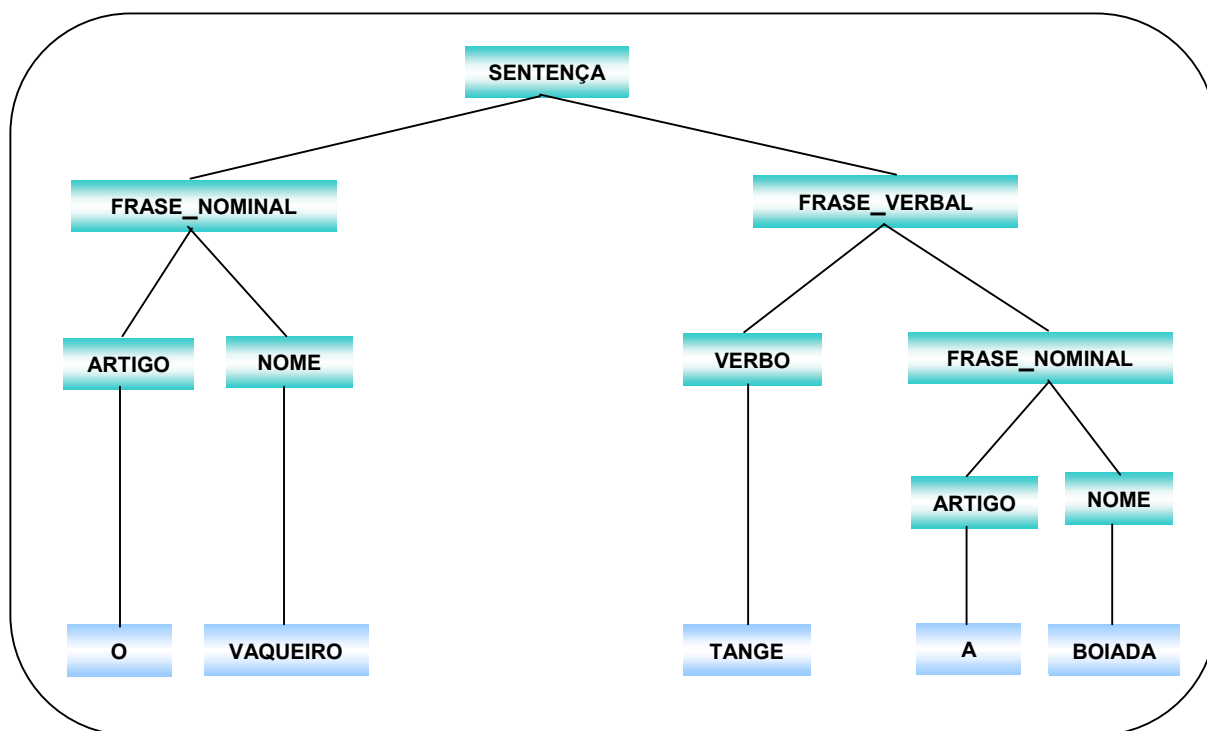 SENTENÇA
FRASE_NOMINAL
FRASE_VERBAL
ARTIGO
NOME
VERBO
FRASE_NOMINAL
ARTIGO
NOME
O
VAQUEIRO
TANGE
A
BOIADA